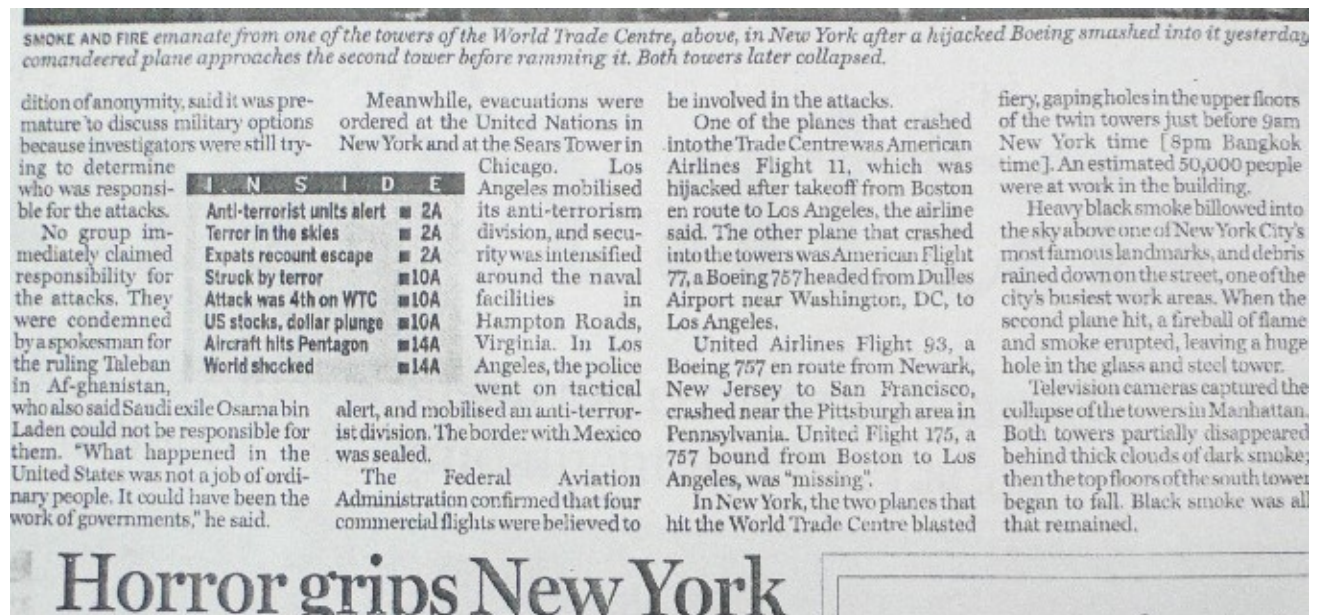 SMOKE AND FIRE emanate from one of the towers of the World Trade Centre, above, in New York after a hijacked Boeing smashed into it yesterday
comandeered plane approaches the second tower before ramming it. Both towers later collapsed.
dition of anonymity, said it was pre-
mature to discuss military options
because investigators were still try-
ing to determine
who was responsi-
ble for the attacks.
No group im-
mediately claimed
responsibility for
the attacks. They
were condemned
by a spokesman for
the ruling Taleban
in Af-ghanistan,
who also said Saudi exile Osama bin
Laden could not be responsible for
them. "What happened in the
United States was not a job of ordi-
nary people. It could have been the
work of governments," he said.
INSIDE
Anti-terrorist units alert ■ 2A
Terror in the skies ■ 2A
Expats recount escape ■ 2A
Struck by terror ■ 10A
Attack was 4th on WTC ■ 10A
US stocks, dollar plunge ■ 10A
Aircraft hits Pentagon ■ 14A
World shocked ■ 14A
Meanwhile, evacuations were
ordered at the United Nations in
New York and at the Sears Tower in
Chicago. Los
Angeles mobilised
its anti-terrorism
division, and secu-
rity was intensified
around the naval
facilities in
Hampton Roads,
Virginia. In Los
Angeles, the police
went on tactical
alert, and mobilised an anti-terror-
ist division. The border with Mexico
was sealed.
The Federal Aviation
Administration confirmed that four
commercial flights were believed to
be involved in the attacks.
One of the planes that crashed
into the Trade Centre was American
Airlines Flight 11, which was
hijacked after takeoff from Boston
en route to Los Angeles, the airline
said. The other plane that crashed
into the towers was American Flight
77, a Boeing 757 headed from Dulles
Airport near Washington, DC, to
Los Angeles.
United Airlines Flight 93, a
Boeing 757 en route from Newark,
New Jersey to San Francisco,
crashed near the Pittsburgh area in
Pennsylvania. United Flight 175, a
757 bound from Boston to Los
Angeles, was "missing".
In New York, the two planes that
hit the World Trade Centre blasted
fiery, gaping holes in the upper floors
of the twin towers just before 9am
New York time [8pm Bangkok
time]. An estimated 50,000 people
were at work in the building.
Heavy black smoke billowed into
the sky above one of New York City's
most famous landmarks, and debris
rained down on the street, one of the
city's busiest work areas. When the
second plane hit, a fireball of flame
and smoke erupted, leaving a huge
hole in the glass and steel tower.
Television cameras captured the
collapse of the towers in Manhattan.
Both towers partially disappeared
behind thick clouds of dark smoke;
then the top floors of the south tower
began to fall. Black smoke was all
that remained.
Horror grips New York